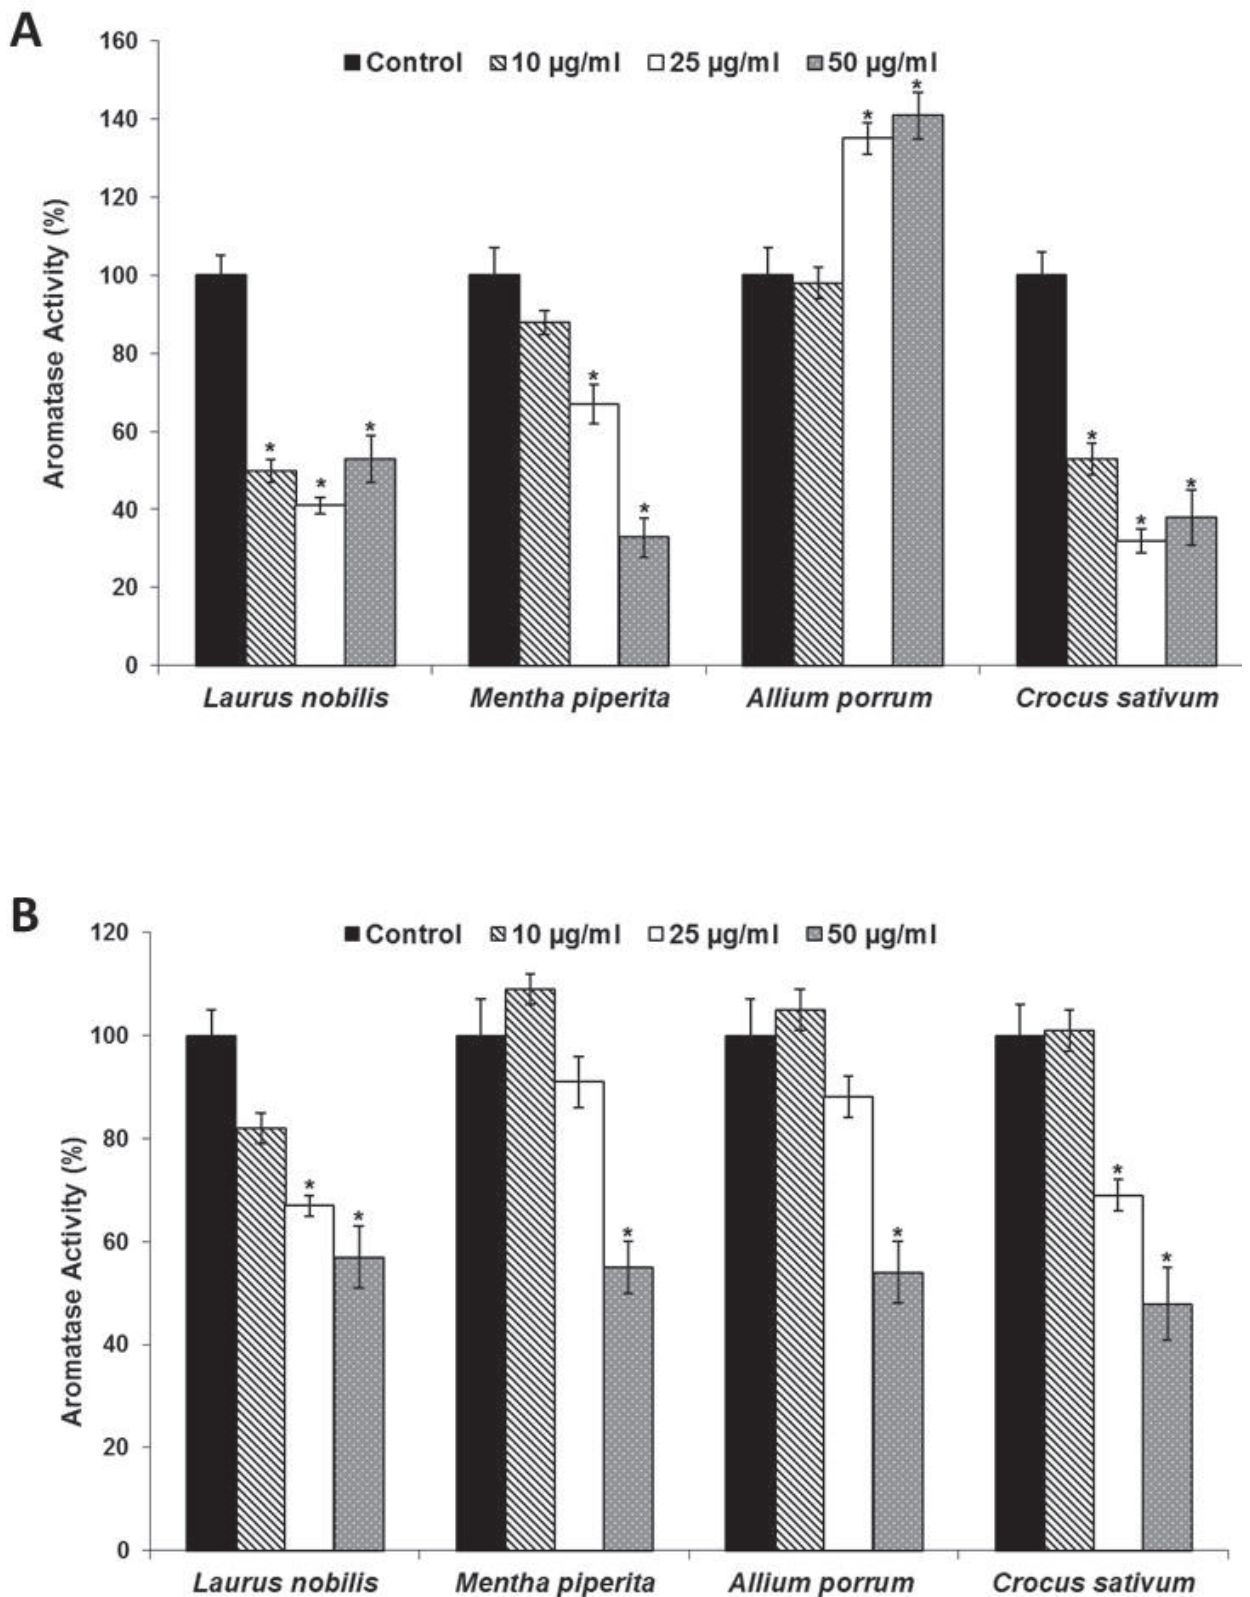 A
160
Control 10 µg/ml 25 µg/ml 50 µg/ml
140
120
100
80
60
40
20
0
Aromatase Activity (%)
* * * * * * * * * *
Laurus nobilis Mentha piperita Allium porrum Crocus sativum
B
120
Control 10 µg/ml 25 µg/ml 50 µg/ml
100
80
60
40
20
0
Aromatase Activity (%)
* * * * * *
Laurus nobilis Mentha piperita Allium porrum Crocus sativum